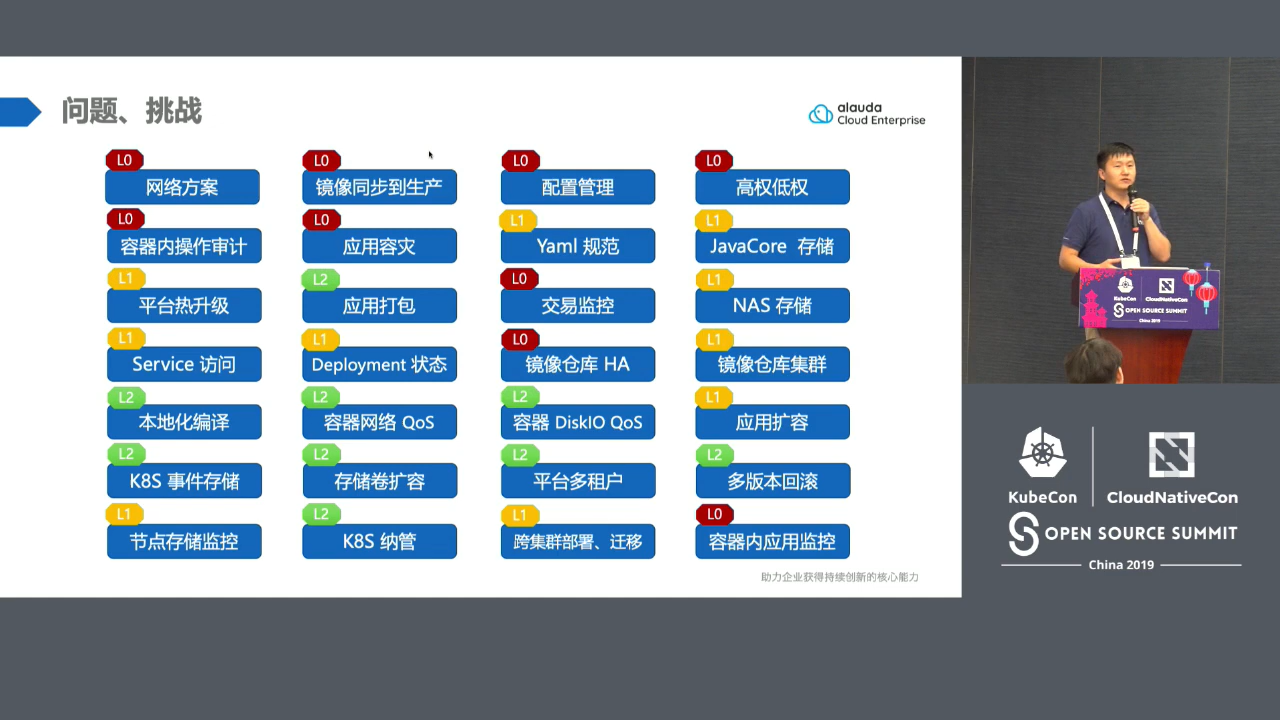 问题、挑战
alauda
Cloud Enterprise
L0
网络方案
L0
镜像同步到生产
L0
配置管理
L0
高权低权
L0
容器内操作审计
L0
应用容灾
L1
Yaml 规范
L1
JavaCore 存储
L1
平台热升级
L2
应用打包
L0
交易监控
L1
NAS 存储
L1
Service 访问
L1
Deployment 状态
L0
镜像仓库 HA
L1
镜像仓库集群
L2
本地化编译
L2
容器网络 QoS
L2
容器 DiskIO QoS
L1
应用扩容
L2
K8S 事件存储
L2
存储卷扩容
L2
平台多租户
L2
多版本回滚
L1
节点存储监控
L2
K8S 纳管
L1
跨集群部署、迁移
L0
容器内应用监控
助力企业获得持续创新的核心能力
KubeCon
CloudNativeCon
OPEN SOURCE SUMMIT
China 2019
KubeCon
CloudNativeCon
OPEN SOURCE SUMMIT
China 2019